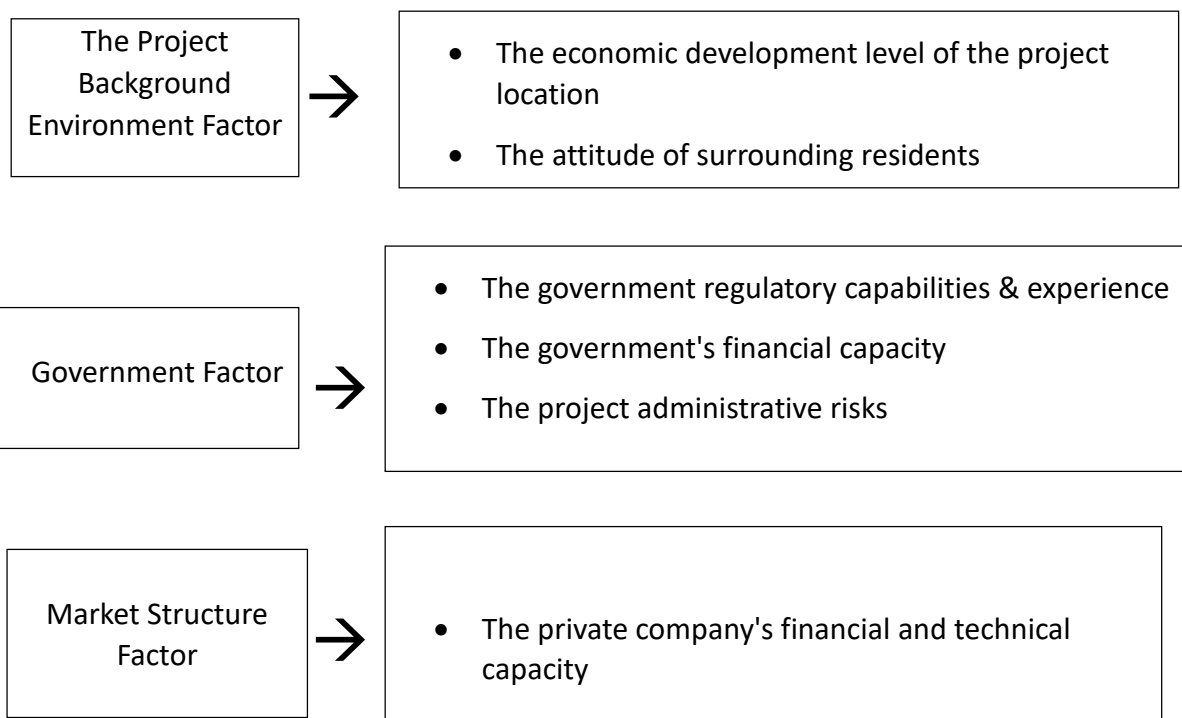 The Project
Background
Environment Factor
→
• The economic development level of the project
location
• The attitude of surrounding residents
Government Factor
→
• The government regulatory capabilities & experience
• The government's financial capacity
• The project administrative risks
Market Structure
Factor
→
• The private company's financial and technical
capacity